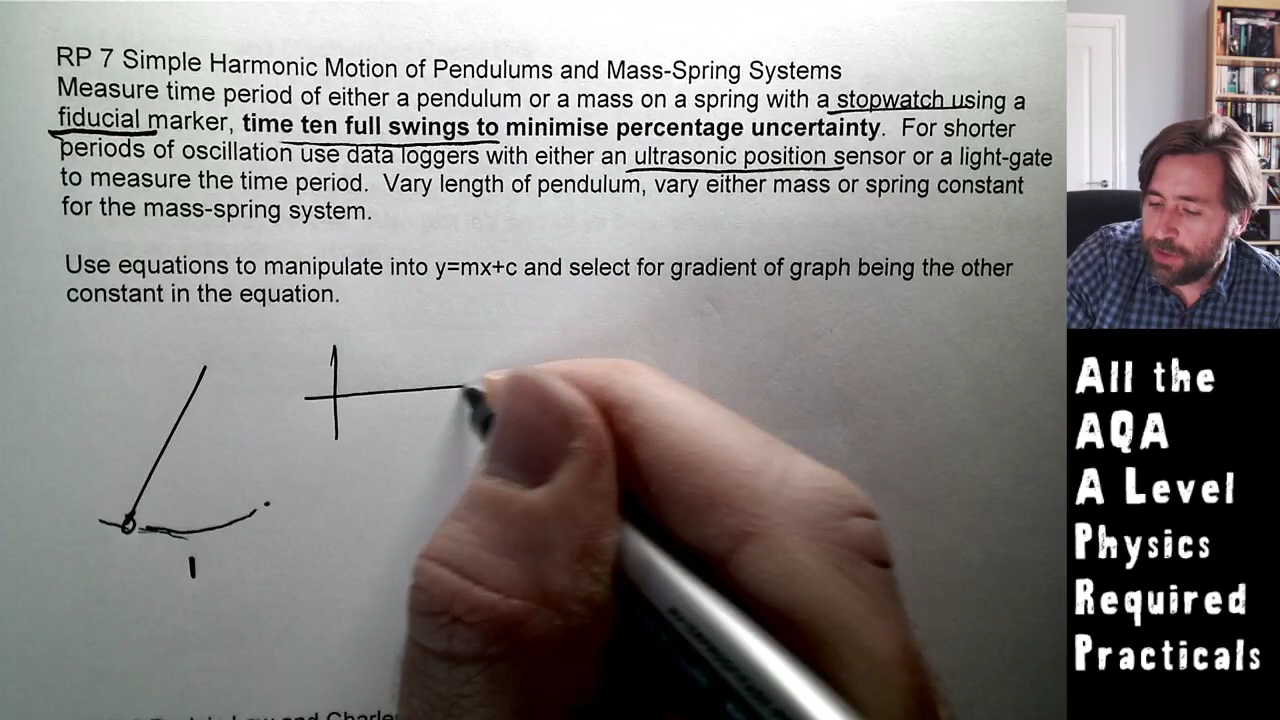 RP 7 Simple Harmonic Motion of Pendulums and Mass-Spring Systems
Measure time period of either a pendulum or a mass on a spring with a stopwatch using a
fiducial marker, time ten full swings to minimise percentage uncertainty. For shorter
periods of oscillation use data loggers with either an ultrasonic position sensor or a light-gate
to measure the time period. Vary length of pendulum, vary either mass or spring constant
for the mass-spring system.
Use equations to manipulate into y=mx+c and select for gradient of graph being the other
constant in the equation.
All the
AQA
A Level
Physics
Required
Practicals